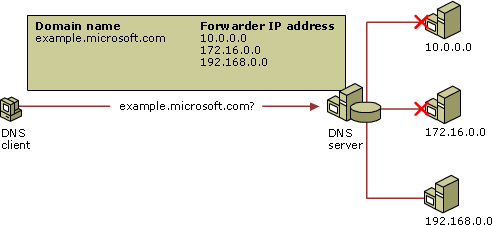 Domain name Forwarder IP address
example.microsoft.com 10.0.0.0
172.16.0.0
192.168.0.0
10.0.0.0
example.microsoft.com?
DNS client
DNS server
172.16.0.0
192.168.0.0